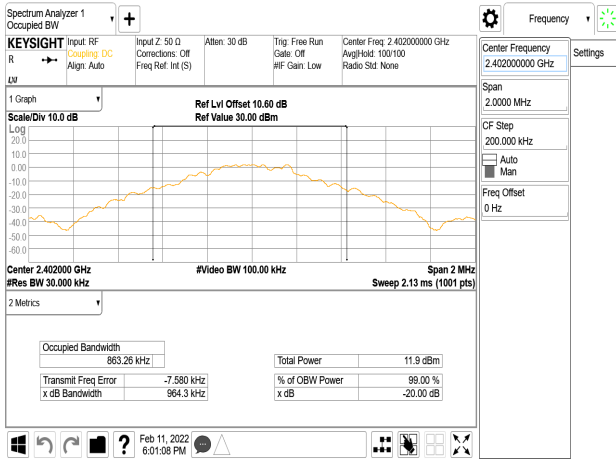 Spectrum Analyzer 1
Occupied BW
Frequency
KEYSIGHT
R
Input: RF
Coupling: DC
Align: Auto
Input Z: 50 Ω
Corrections: Off
Freq Ref: Int (S)
Atten: 30 dB
Trig: Free Run
Gate: Off
#IF Gain: Low
Center Freq: 2.402000000 GHz
Avg|Hold: 100/100
Radio Std: None
Center Frequency
2.402000000 GHz
Settings
Span
2.0000 MHz
CF Step
200.000 kHz
Auto
Man
Freq Offset
0 Hz
1 Graph
Scale/Div 10.0 dB
Ref Lvl Offset 10.60 dB
Ref Value 30.00 dBm
Log
20.0
10.0
0.00
-10.0
-20.0
-30.0
-40.0
-50.0
-60.0
Center 2.402000 GHz
#Video BW 100.00 kHz
Span 2 MHz
#Res BW 30.000 kHz
Sweep 2.13 ms (1001 pts)
2 Metrics
Occupied Bandwidth
863.26 kHz
Total Power 11.9 dBm
Transmit Freq Error -7.580 kHz
% of OBW Power 99.00 %
x dB Bandwidth 964.3 kHz
x dB -20.00 dB
?
Feb 11, 2022
6:01:08 PM